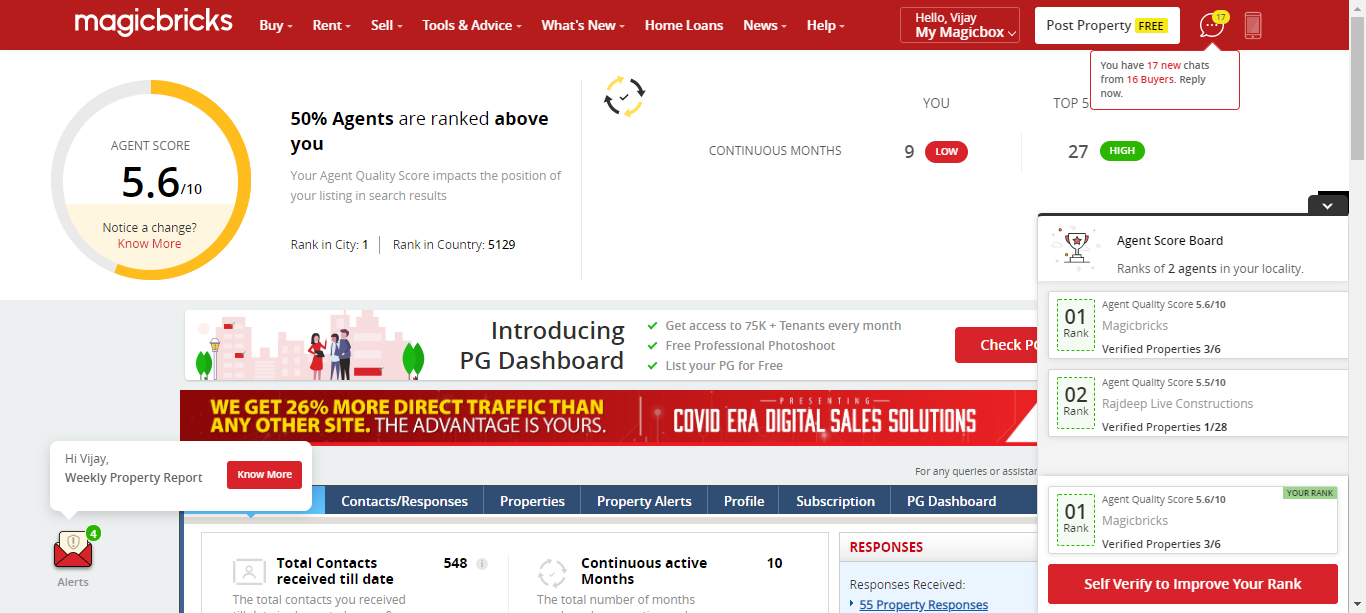 magicbricks
Buy Rent Sell Tools & Advice What's New Home Loans News Help
Hello, Vijay
My Magicbox
Post Property FREE
17
You have 17 new chats
from 16 Buyers. Reply
now.
AGENT SCORE
5.6/10
Notice a change?
Know More
50% Agents are ranked above
you
Your Agent Quality Score impacts the position of
your listing in search results
Rank in City: 1 Rank in Country: 5129
YOU TOP 5
CONTINUOUS MONTHS 9 LOW 27 HIGH
Agent Score Board
Ranks of 2 agents in your locality.
01
Rank
Agent Quality Score 5.6/10
Magicbricks
Verified Properties 3/6
02
Rank
Agent Quality Score 5.5/10
Rajdeep Live Constructions
Verified Properties 1/28
YOUR RANK
01
Rank
Agent Quality Score 5.6/10
Magicbricks
Verified Properties 3/6
Self Verify to Improve Your Rank
Introducing
PG Dashboard
Get access to 75K + Tenants every month
Free Professional Photoshoot
List your PG for Free
Check
WE GET 26% MORE DIRECT TRAFFIC THAN
ANY OTHER SITE. THE ADVANTAGE IS YOURS.
PRESENTING
COVID ERA DIGITAL SALES SOLUTIONS
Hi Vijay,
Weekly Property Report
Know More
4
Alerts
For any queries or
Contacts/Responses Properties Property Alerts Profile Subscription PG Dashboard
Total Contacts
received till date
548
The total contacts you received
Continuous active
Months
10
The total number of months
RESPONSES
Responses Received:
55 Property Responses